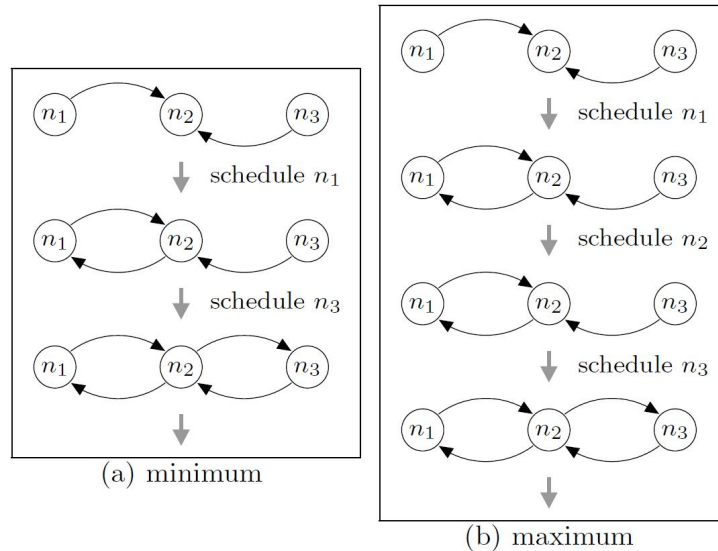 n1 n2 n3
schedule n1
n1 n2 n3
schedule n3
n1 n2 n3
(a) minimum
n1 n2 n3
schedule n1
n1 n2 n3
schedule n2
n1 n2 n3
schedule n3
n1 n2 n3
(b) maximum